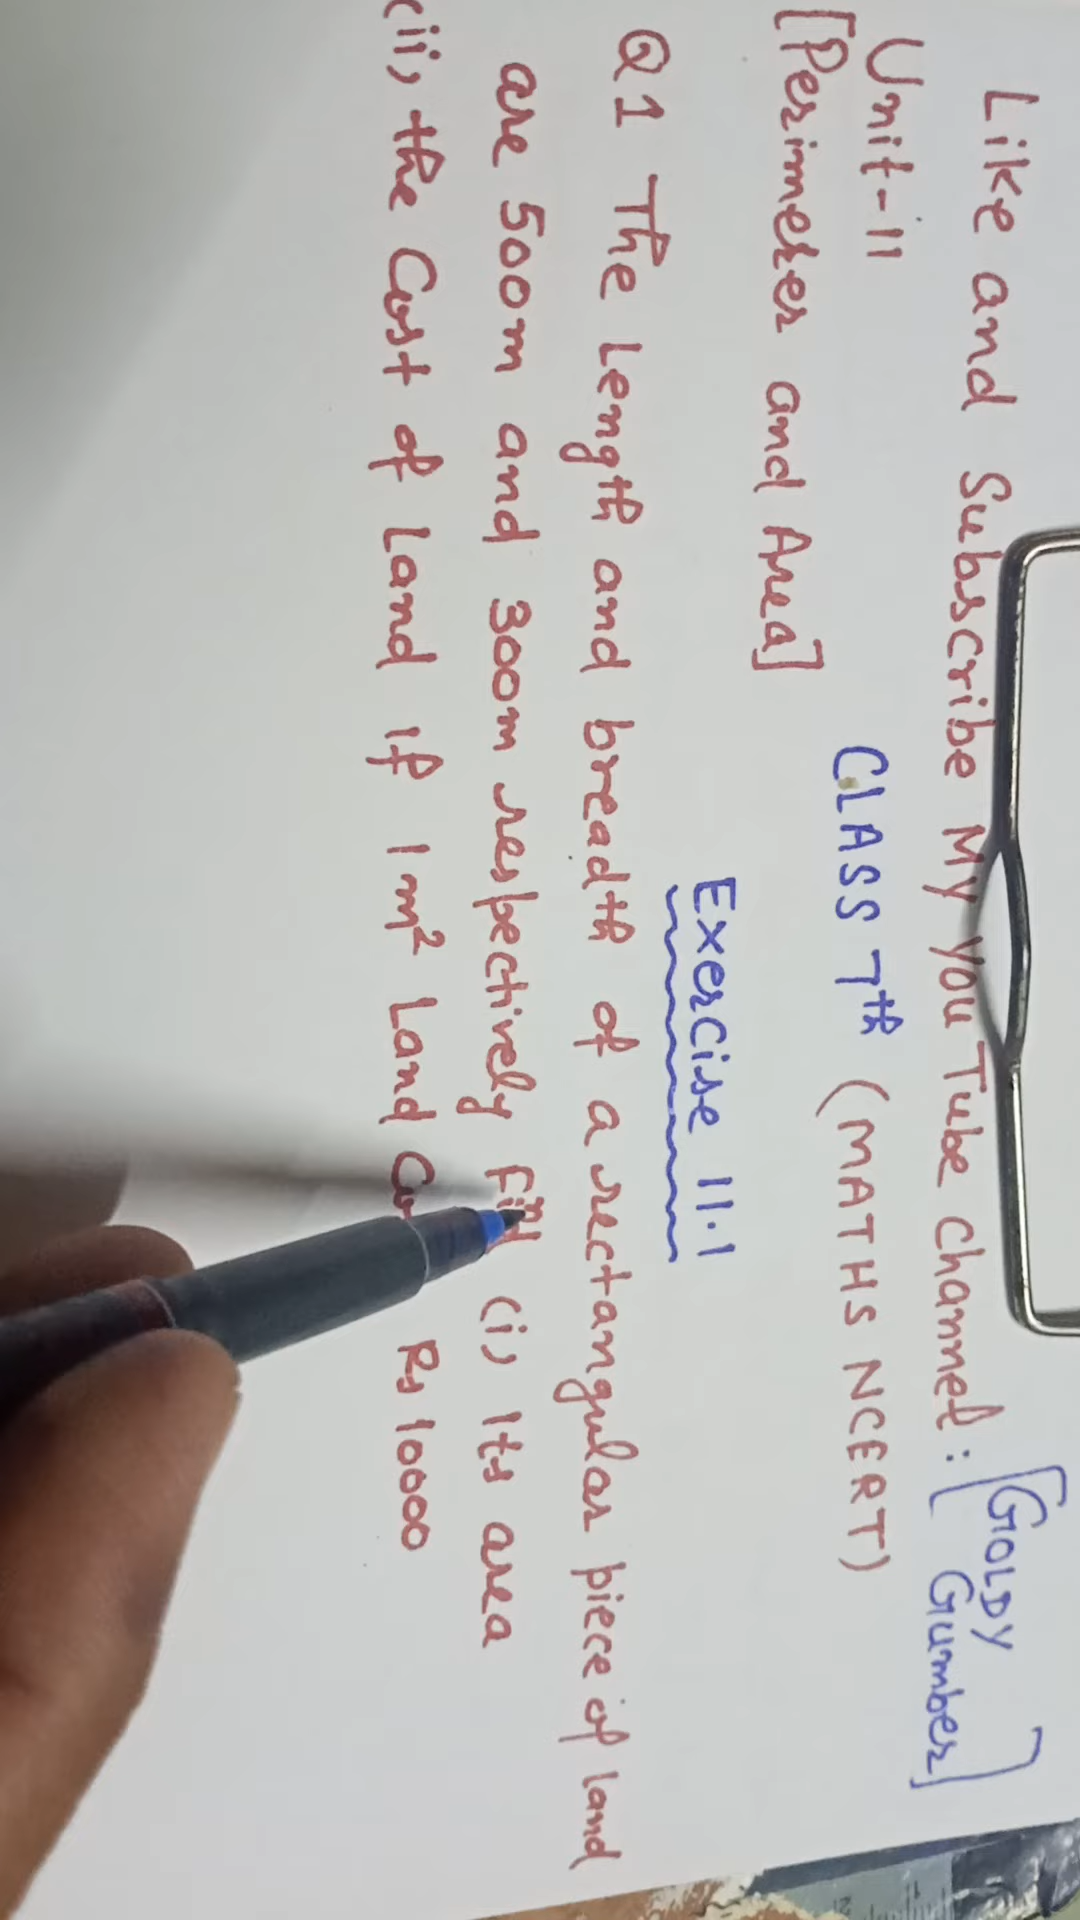 Like and Subscribe My YouTube channel: [GOLDY Gumber]
Unit-11 CLASS 7th (MATHS NCERT)
[Perimeter and Area]
Exercise 11.1
Q1 The Length and breadth of a rectangular piece of land
are 500m and 300m respectively Find (i) Its area
(ii) the Cost of Land if 1m² Land Rs 10000